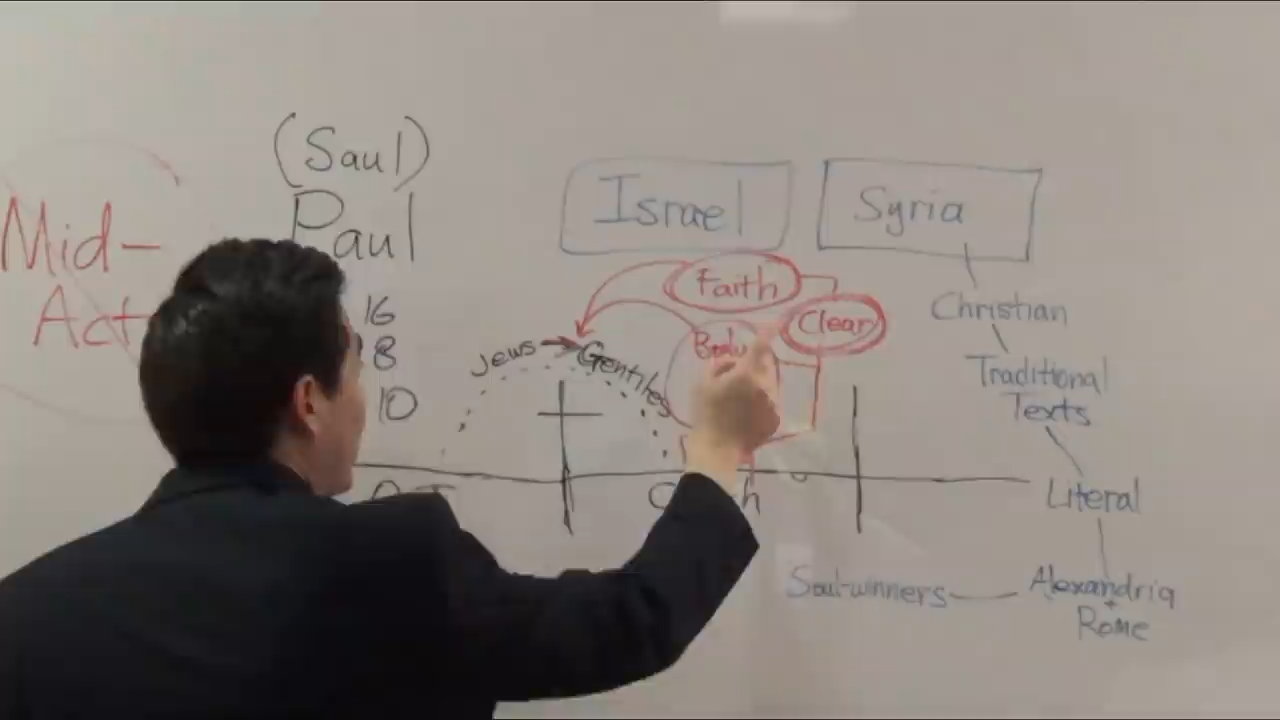 (Saul)
Paul
Mid-
Act
16
8
10
Israel
Syria
Faith
Clear
Body
Jews
Gentiles
Christian
Traditional
Texts
Literal
Alexandria
+
Rome
Soul-winners